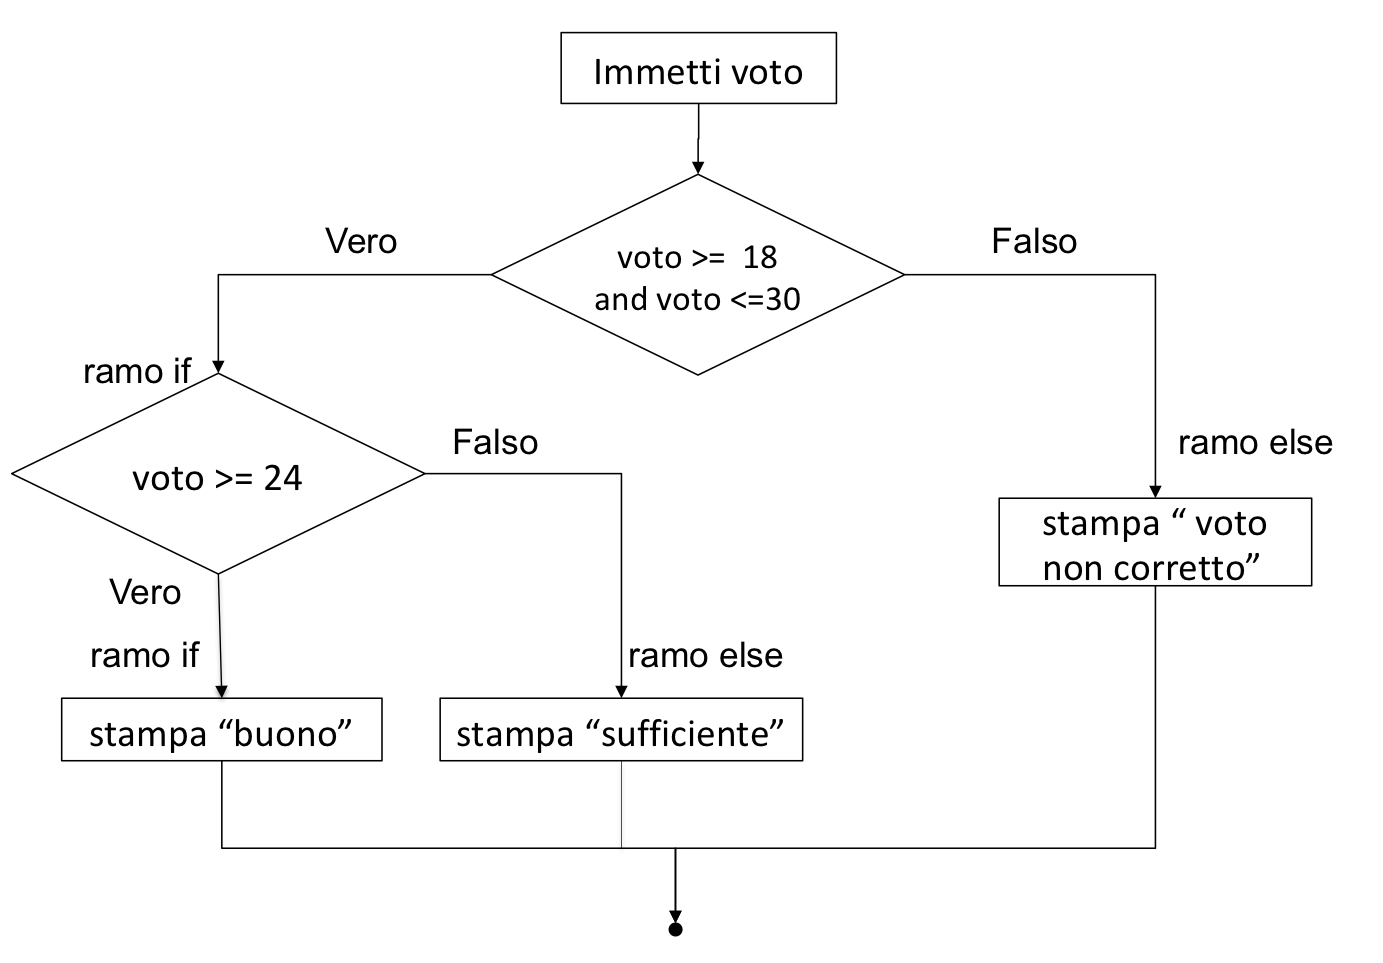 Immetti voto
Vero
Falso
voto >=  18
and voto <=30
ramo if
Falso
ramo else
voto >= 24
stampa “ voto
non corretto”
Vero
ramo if
ramo else
stampa “buono”
stampa “sufficiente”